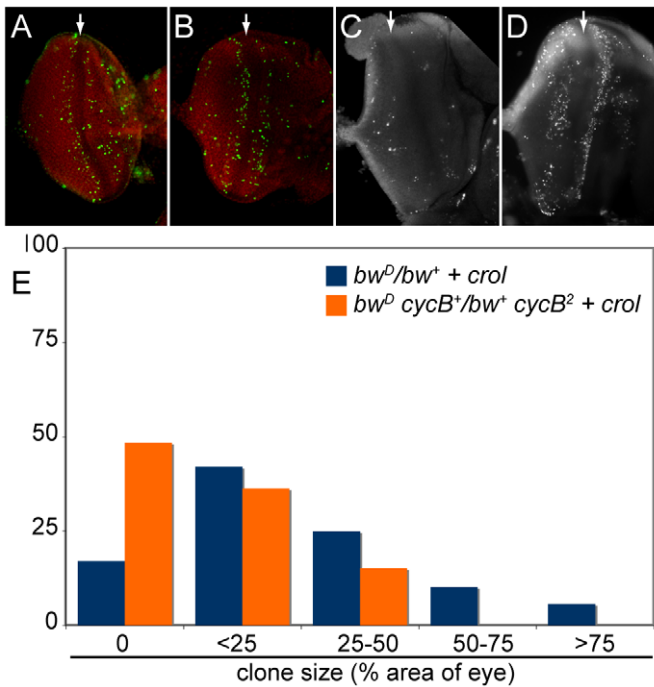 A B C D
E
100
75
50
25
0
bwᴰ/bw⁺ + crol
bwᴰ cycB⁺/bw⁺ cycB² + crol
0 <25 25-50 50-75 >75
clone size (% area of eye)